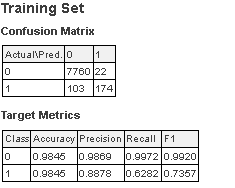 Training Set
Confusion Matrix
Actual\Pred. 0 1
0 7760 22
1 103 174
Target Metrics
Class Accuracy Precision Recall F1
0 0.9845 0.9869 0.9972 0.9920
1 0.9845 0.8878 0.6282 0.7357